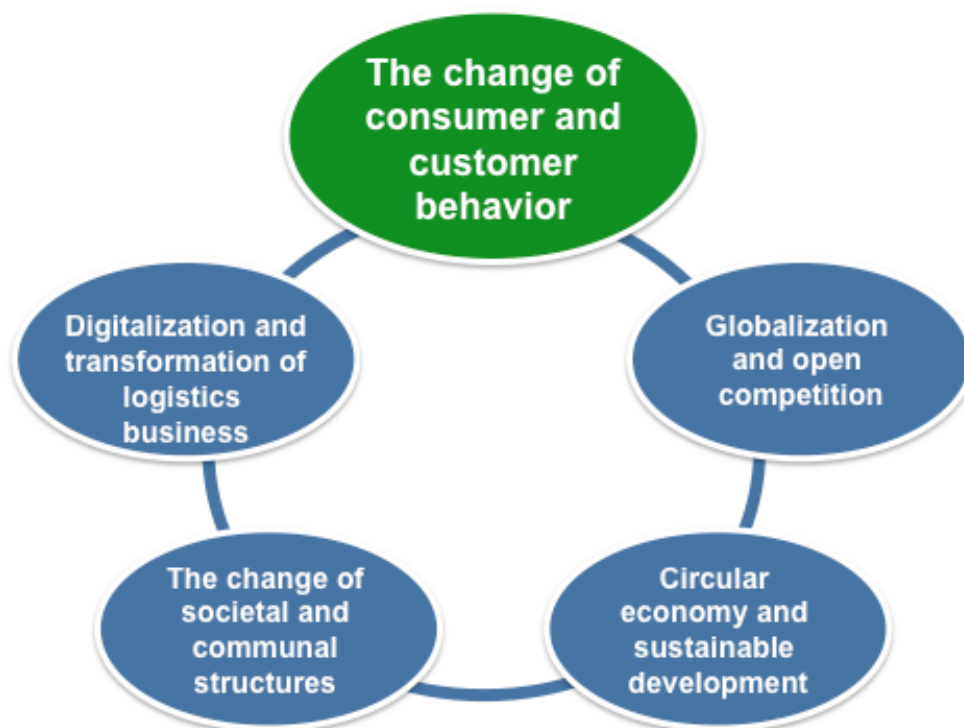 The change of
consumer and
customer
behavior
Digitalization and
transformation of
logistics
business
Globalization
and open
competition
The change of
societal and
communal
structures
Circular
economy and
sustainable
development